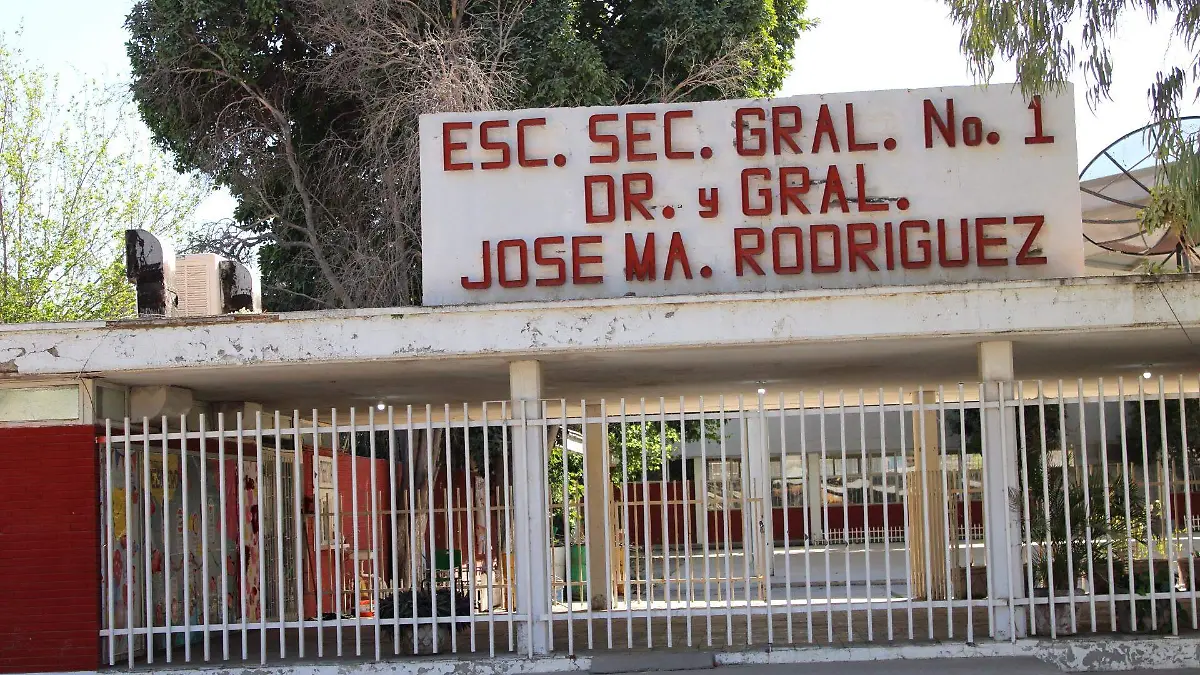 ESC. SEC. GRAL. No. 1
DR. y GRAL.
JOSE MA. RODRIGUEZ